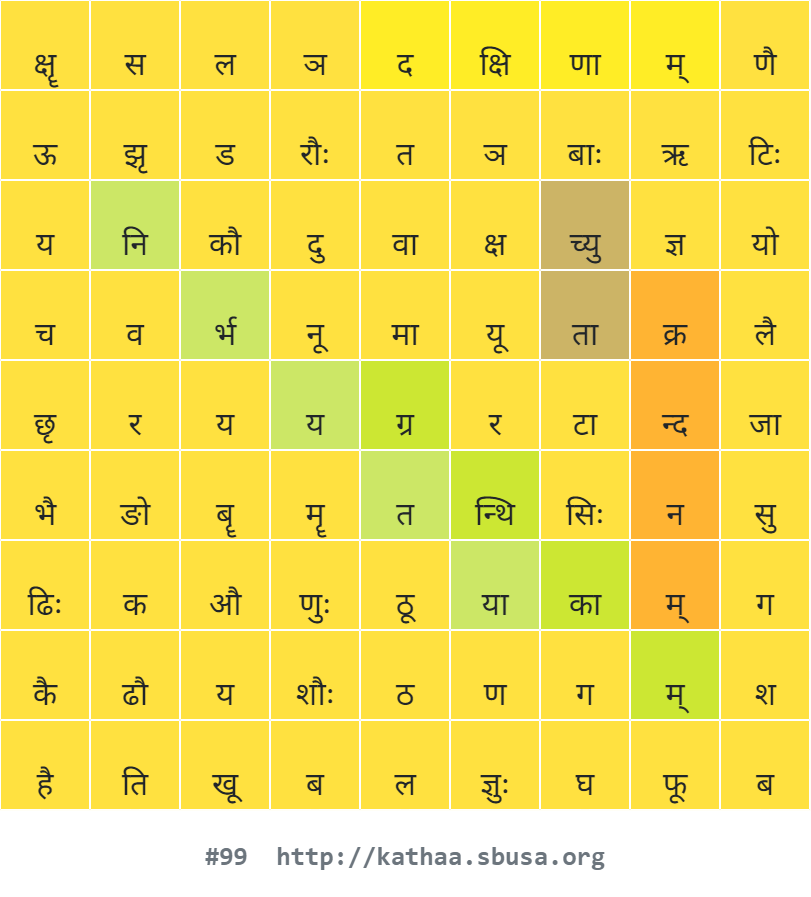 क्षॄ स ल ञ द क्षि णा म् णै
ऊ झृ ड रौः त ञ बाः ऋ टिः
य नि कौ दु वा क्ष च्यु ज्ञ यो
च व र्भ नू मा यू ता क्र लै
छृ र य य ग्र र टा न्द जा
भै ङो बॄ मॄ त न्थि सिः न सु
ढिः क औ णुः ठू या का म् ग
कै ढौ य शौः ठ ण ग म् श
है ति खू ब ल ज्ञुः घ फू ब
#99 http://kathaa.sbusa.org